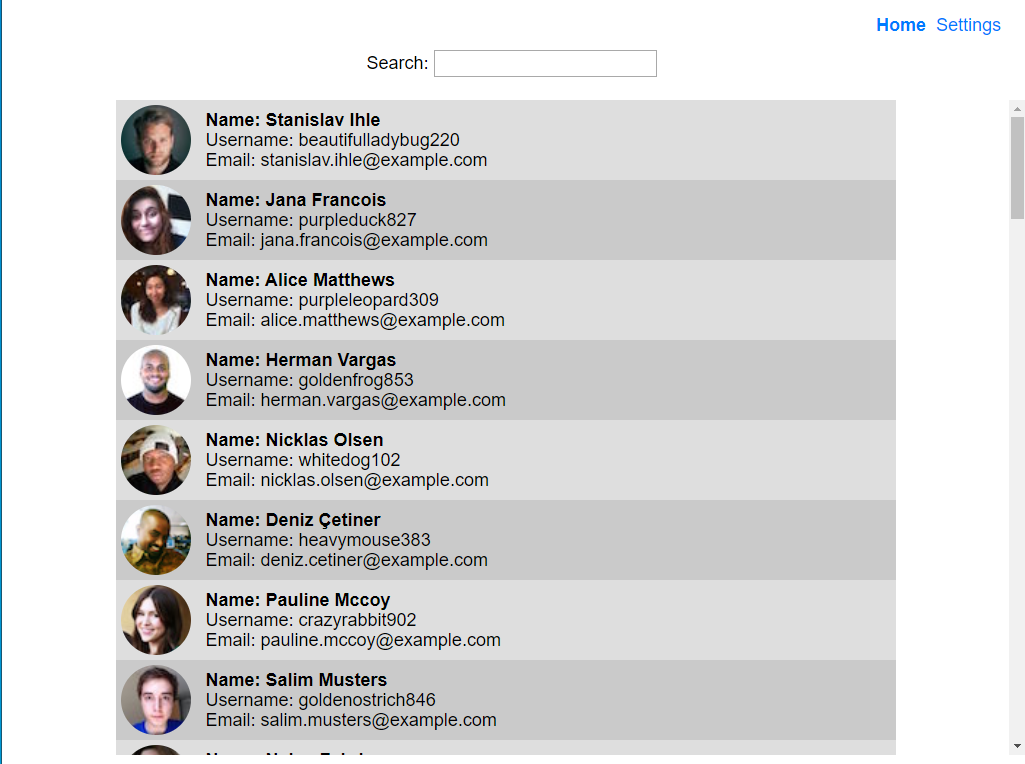 Home Settings
Search:
Name: Stanislav Ihle
Username: beautifulladybug220
Email: stanislav.ihle@example.com
Name: Jana Francois
Username: purpleduck827
Email: jana.francois@example.com
Name: Alice Matthews
Username: purpleleopard309
Email: alice.matthews@example.com
Name: Herman Vargas
Username: goldenfrog853
Email: herman.vargas@example.com
Name: Nicklas Olsen
Username: whitedog102
Email: nicklas.olsen@example.com
Name: Deniz Çetiner
Username: heavymouse383
Email: deniz.cetiner@example.com
Name: Pauline Mccoy
Username: crazyrabbit902
Email: pauline.mccoy@example.com
Name: Salim Musters
Username: goldenostrich846
Email: salim.musters@example.com